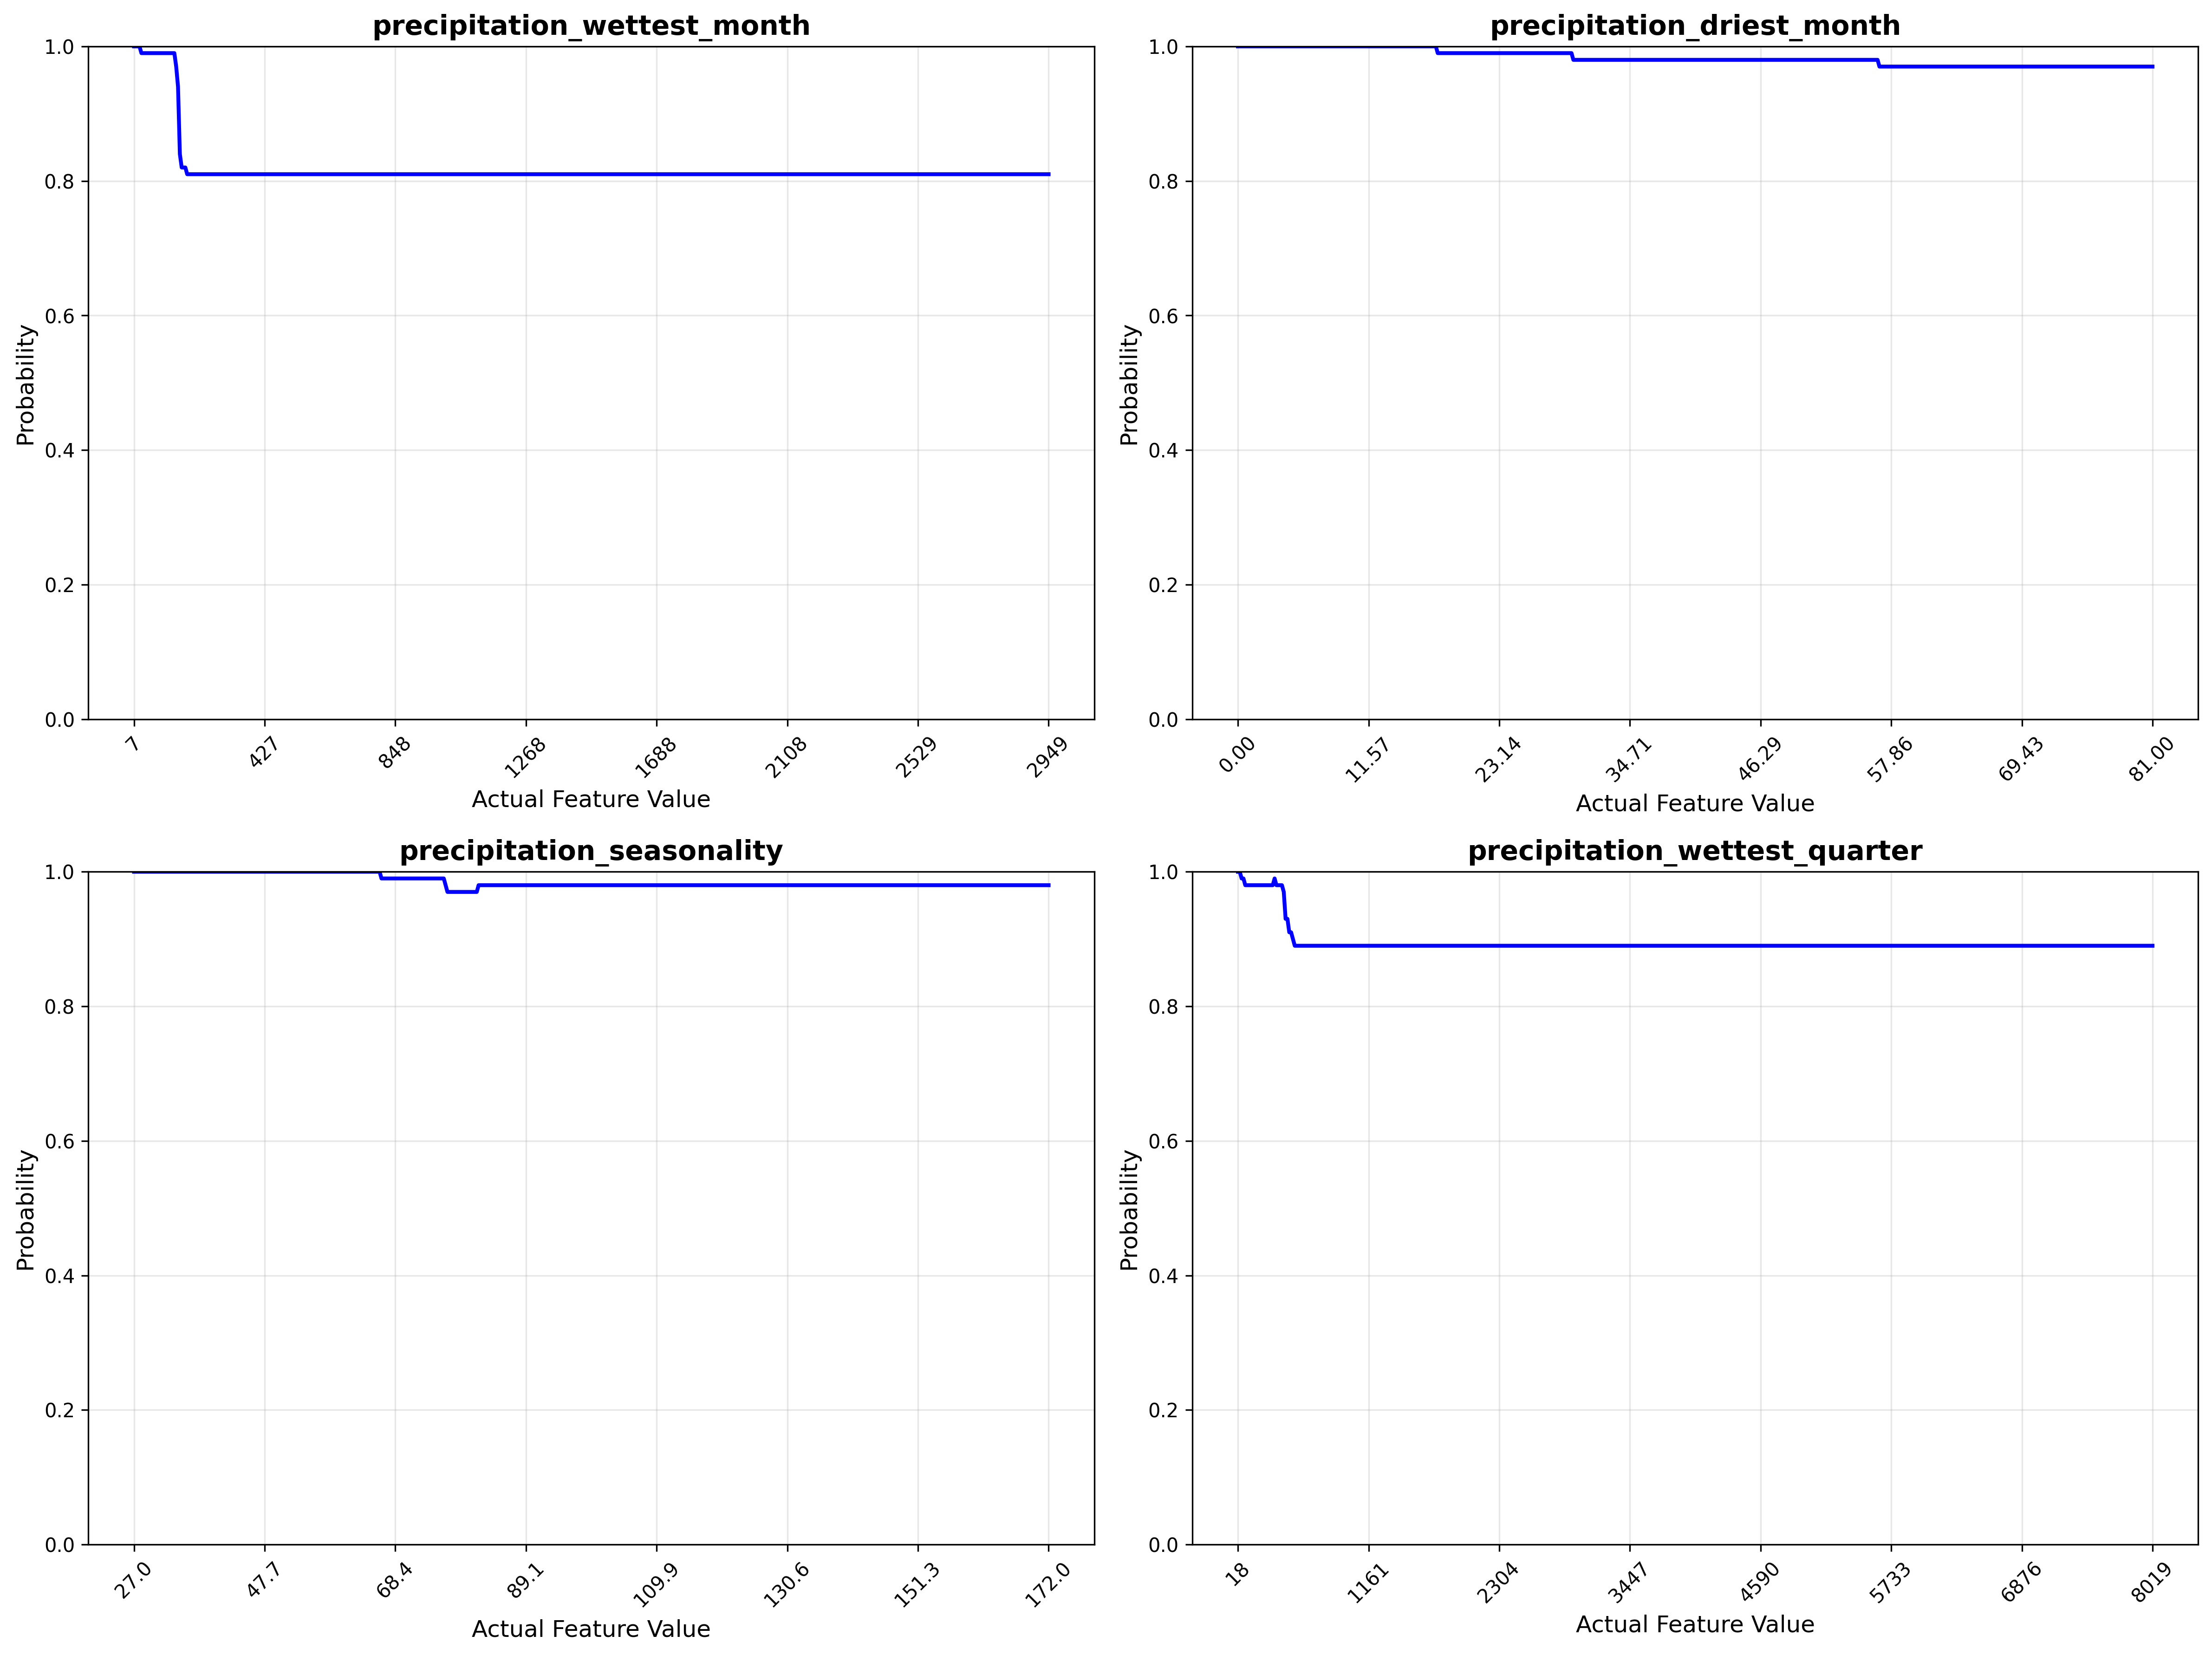 precipitation_wettest_month
1.0
0.8
0.6
0.4
0.2
0.0
Probability
7 427 848 1268 1688 2108 2529 2949
Actual Feature Value
precipitation_driest_month
1.0
0.8
0.6
0.4
0.2
0.0
Probability
0.00 11.57 23.14 34.71 46.29 57.86 69.43 81.00
Actual Feature Value
precipitation_seasonality
1.0
0.8
0.6
0.4
0.2
0.0
Probability
27.0 47.7 68.4 89.1 109.9 130.6 151.3 172.0
Actual Feature Value
precipitation_wettest_quarter
1.0
0.8
0.6
0.4
0.2
0.0
Probability
18 1161 2304 3447 4590 5733 6876 8019
Actual Feature Value